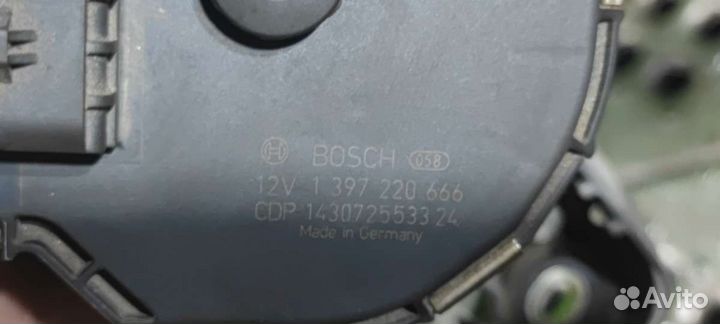 BOSCH 058
12V 1 397 220 666
CDP 1430725533 24
Made in Germany
Avito